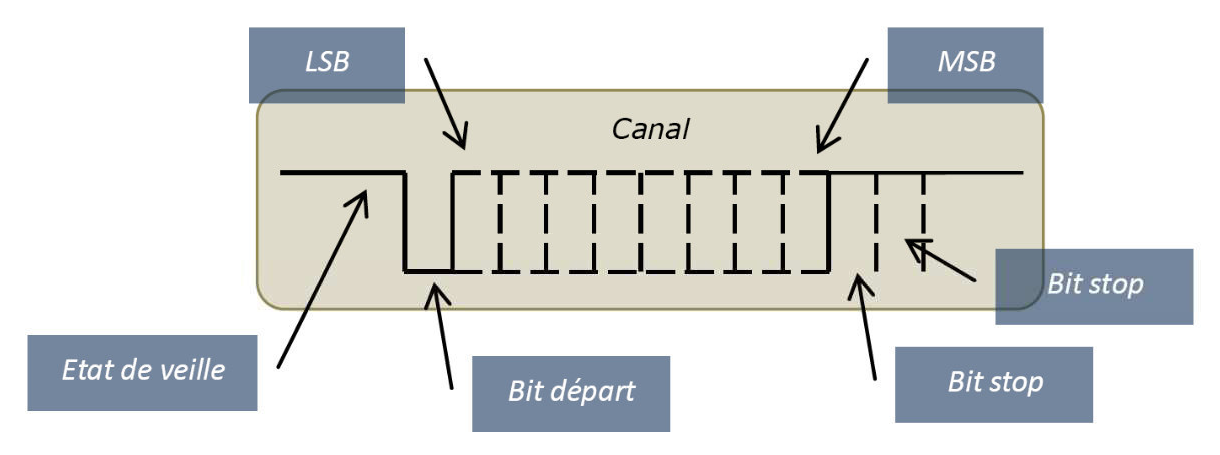 LSB
MSB
Canal
Bit stop
Etat de veille
Bit départ
Bit stop